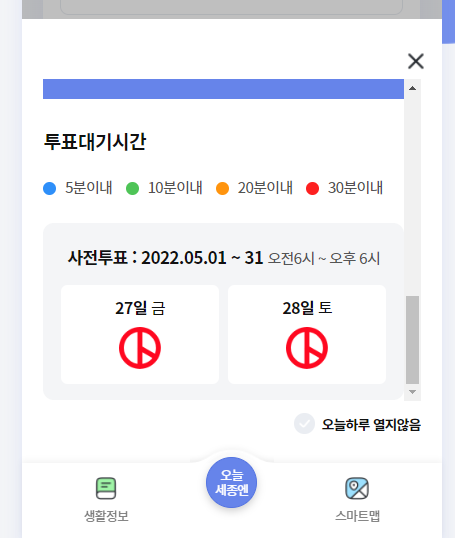 투표대기시간
5분이내 10분이내 20분이내 30분이내
사전투표 : 2022.05.01 ~ 31 오전6시 ~ 오후 6시
27일 금 28일 토
오늘하루 열지않음
오늘
세종엔
생활정보 스마트맵